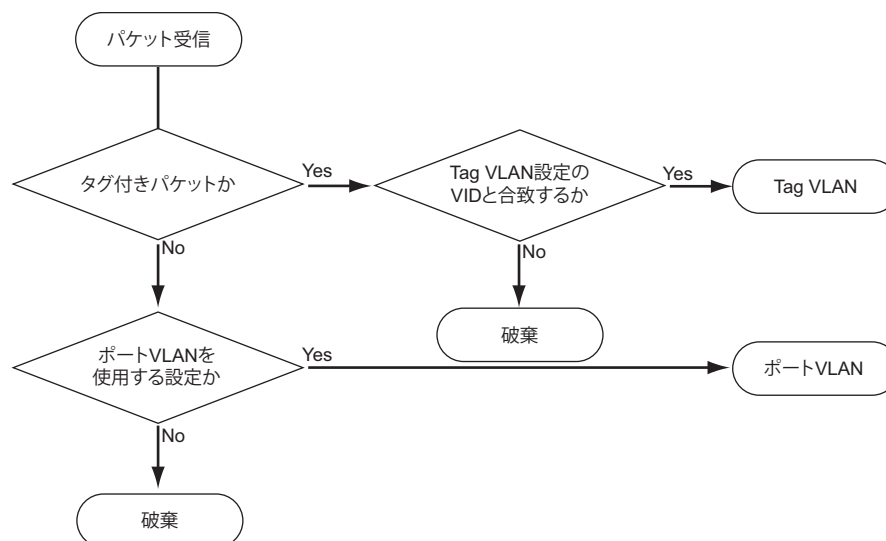 パケット受信
タグ付きパケットか
Yes
Tag VLAN設定の
VIDと合致するか
Yes
Tag VLAN
No
No
破棄
ポートVLANを
使用する設定か
Yes
ポートVLAN
No
破棄